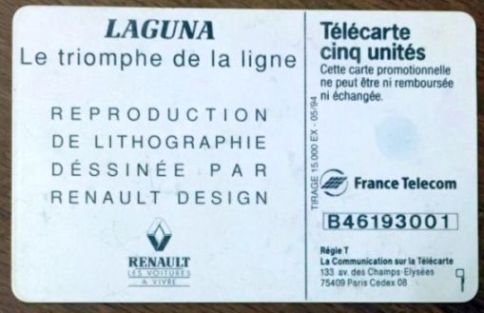 LAGUNA
Le triomphe de la ligne
REPRODUCTION
DE LITHOGRAPHIE
DÉSSINÉE PAR
RENAULT DESIGN
RENAULT
LES VOITURES
A VIVRE
TIRAGE 15.000 EX - 05/94
Télécarte
cinq unités
Cette carte promotionnelle
ne peut être ni remboursée
ni échangée.
France Telecom
B46193001
Régie T
La Communication sur la Télécarte
133 av. des Champs-Elysées
75409 Paris Cedex 08